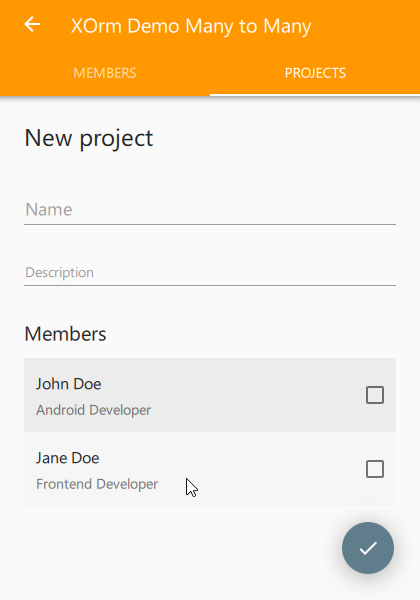 XOrm Demo Many to Many
MEMBERS
PROJECTS
New project
Name
Description
Members
John Doe
Android Developer
Jane Doe
Frontend Developer